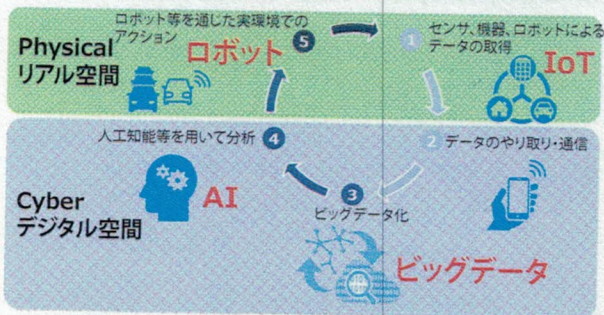 ロボット等を通した実環境での
アクション
Physical
リアル空間
ロボット
5
1
センサ、機器、ロボットによる
データの取得
IoT
人工知能等を用いて分析
4
2
データのやり取り・通信
Cyber
デジタル空間
AI
3
ビッグデータ化
ビッグデータ